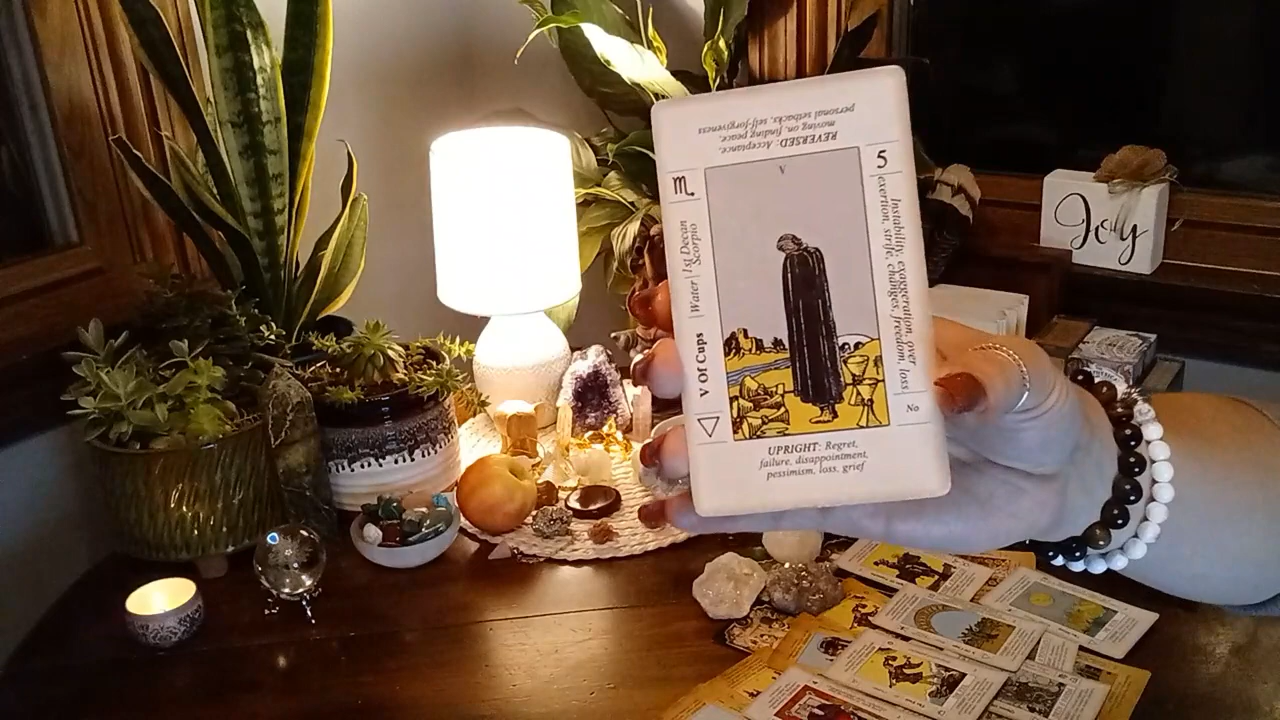 REVERSED: Acceptance,
moving on, finding peace,
personal setbacks, self-forgiveness
♏
5
V
1st Decan
Scorpio
Water
V Of Cups
Instability, exaggeration, over
exertion, strife, changes, freedom, loss
No
UPRIGHT: Regret,
failure, disappointment,
pessimism, loss, grief
Joy